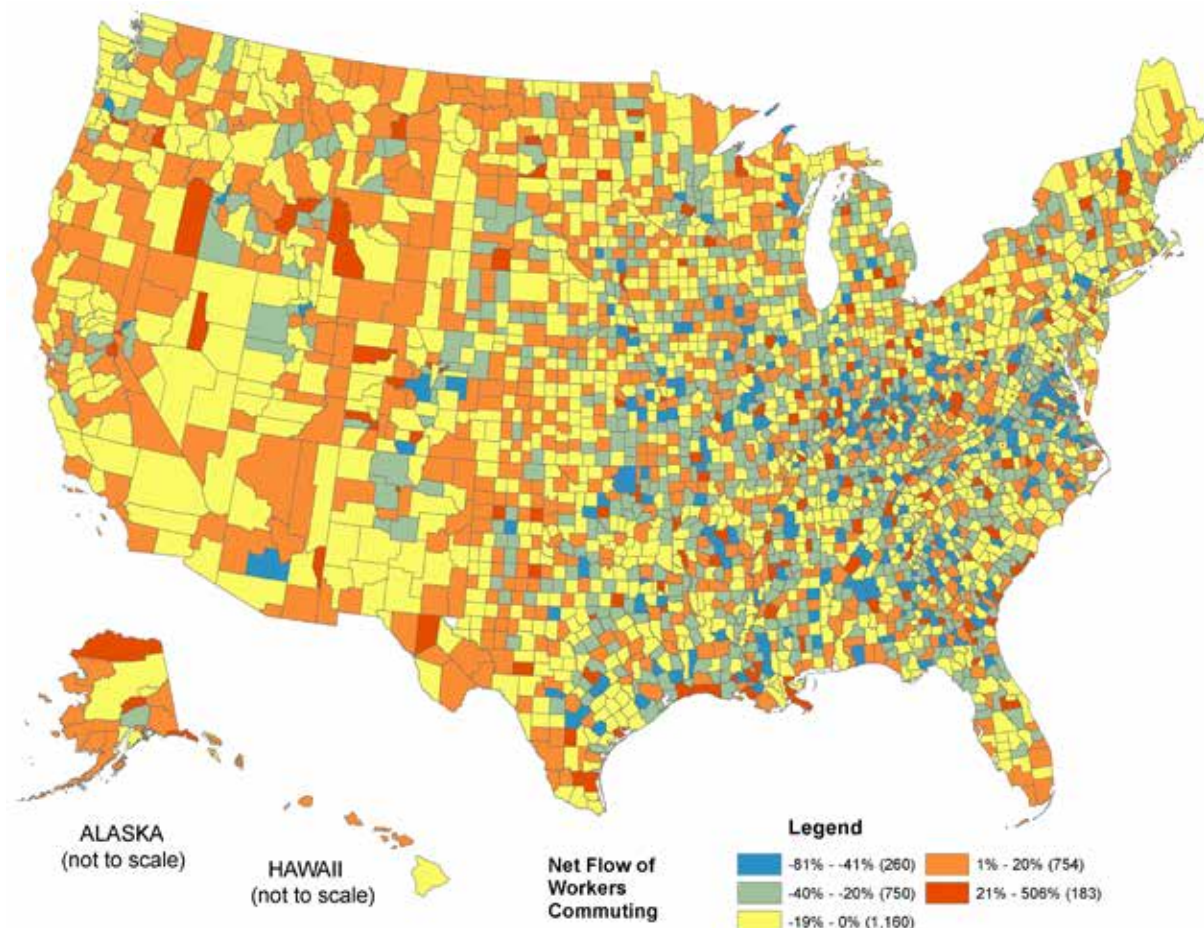 ALASKA
(not to scale)
HAWAII
(not to scale)
Net Flow of
Workers
Commuting
Legend
-81% - -41% (260)
-40% - -20% (750)
-19% - 0% (1,160)
1% - 20% (754)
21% - 506% (183)